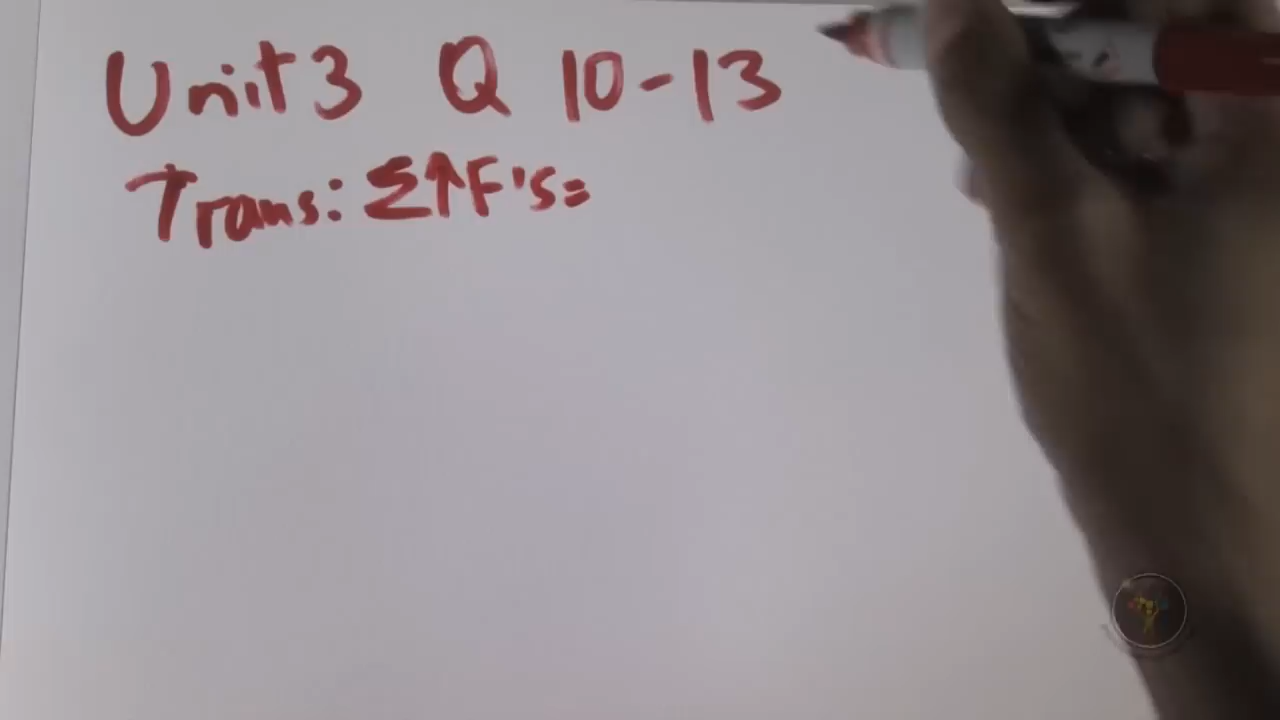 Unit 3 Q 10-13
Trans: Σ↑F's=